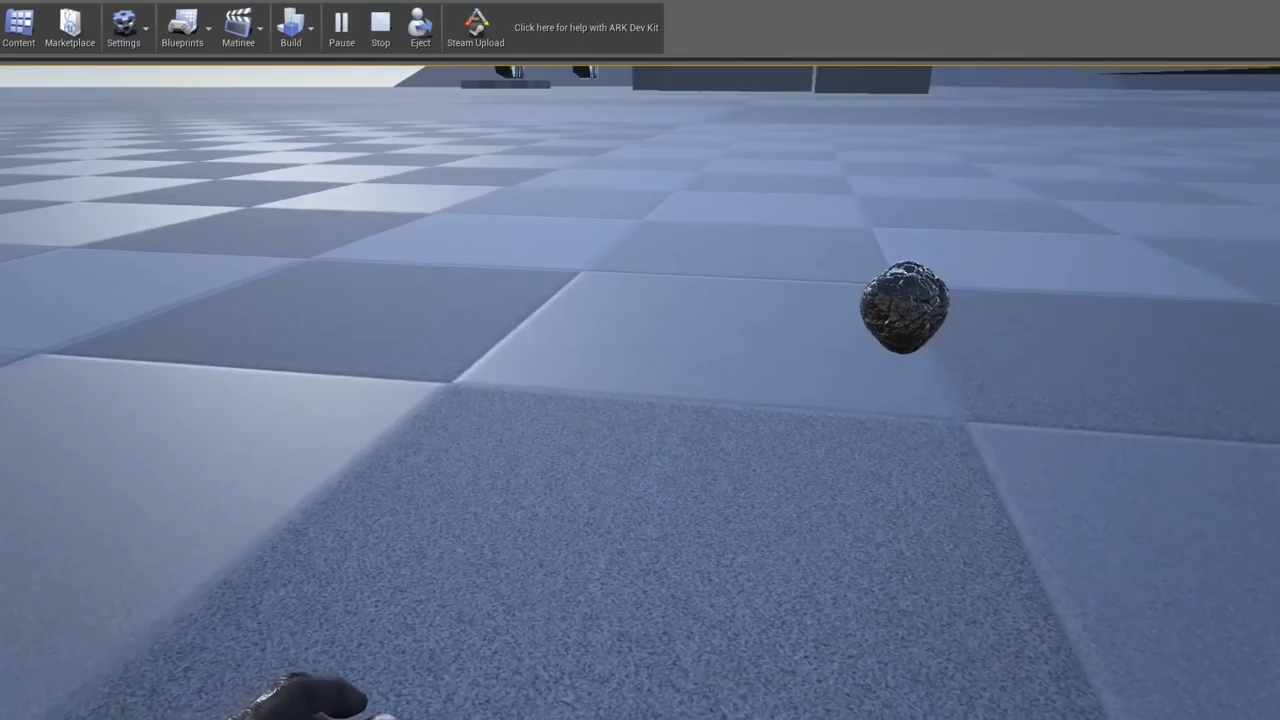 Content
Marketplace
Settings
Blueprints
Matinee
Build
Pause
Stop
Eject
Steam Upload
Click here for help with ARK Dev Kit